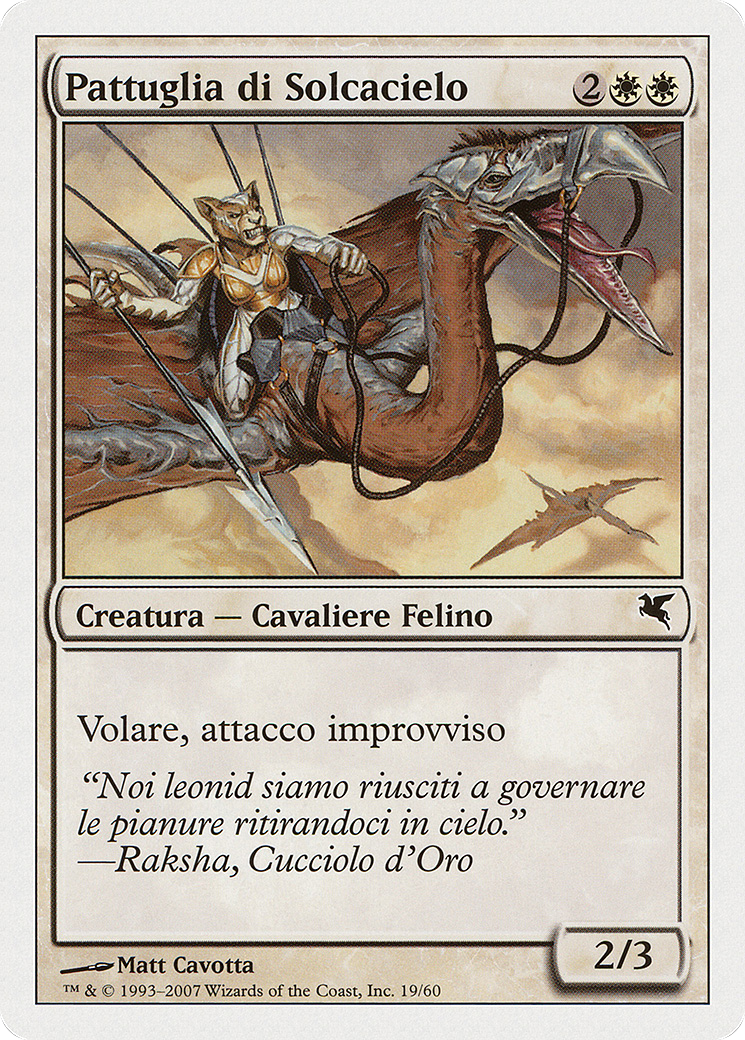 Pattuglia di Solcacielo 2
Creatura — Cavaliere Felino
Volare, attacco improvviso
“Noi leonid siamo riusciti a governare
le pianure ritirandoci in cielo.”
—Raksha, Cucciolo d’Oro
2/3
Matt Cavotta
™ & © 1993–2007 Wizards of the Coast, Inc. 19/60